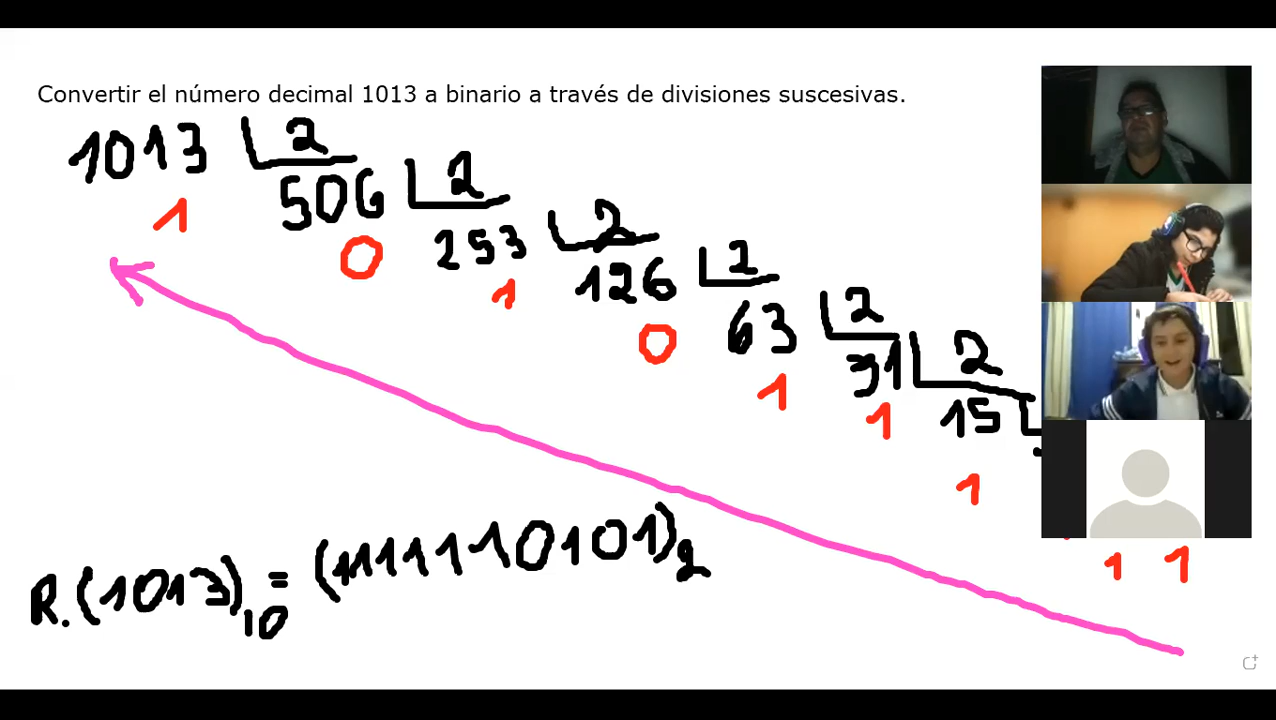 Convertir el número decimal 1013 a binario a través de divisiones suscesivas.
1013 2
1 506 2
0 253 2
1 126 2
0 63 2
1 31 2
1 15
1
1 1
R. (1013)10 = (1111110101)2